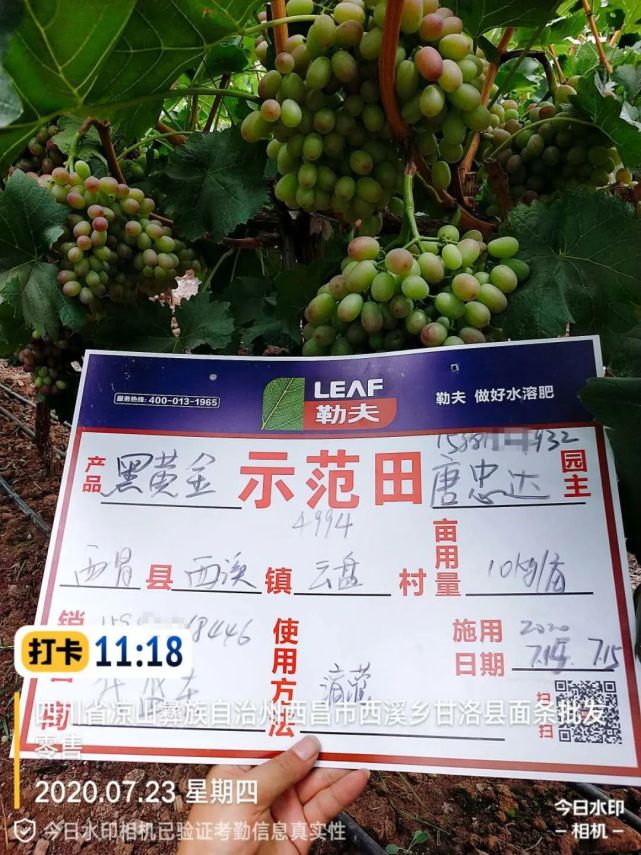 服务热线: 400-013-1965
LEAF
勒夫
勒夫 做好水溶肥
产品 黑黄金 示范田 唐忠达 园主
4994
西昌 县 西溪 镇 云盘 村 亩用量 10kg/亩
使用方法 滴灌
施用日期 2020 7.15
扫一扫
打卡 11:18
四川省凉山彝族自治州西昌市西溪乡甘洛县面条批发
零售
2020.07.23 星期四
今日水印相机已验证考勤信息真实性
今日水印
-相机-